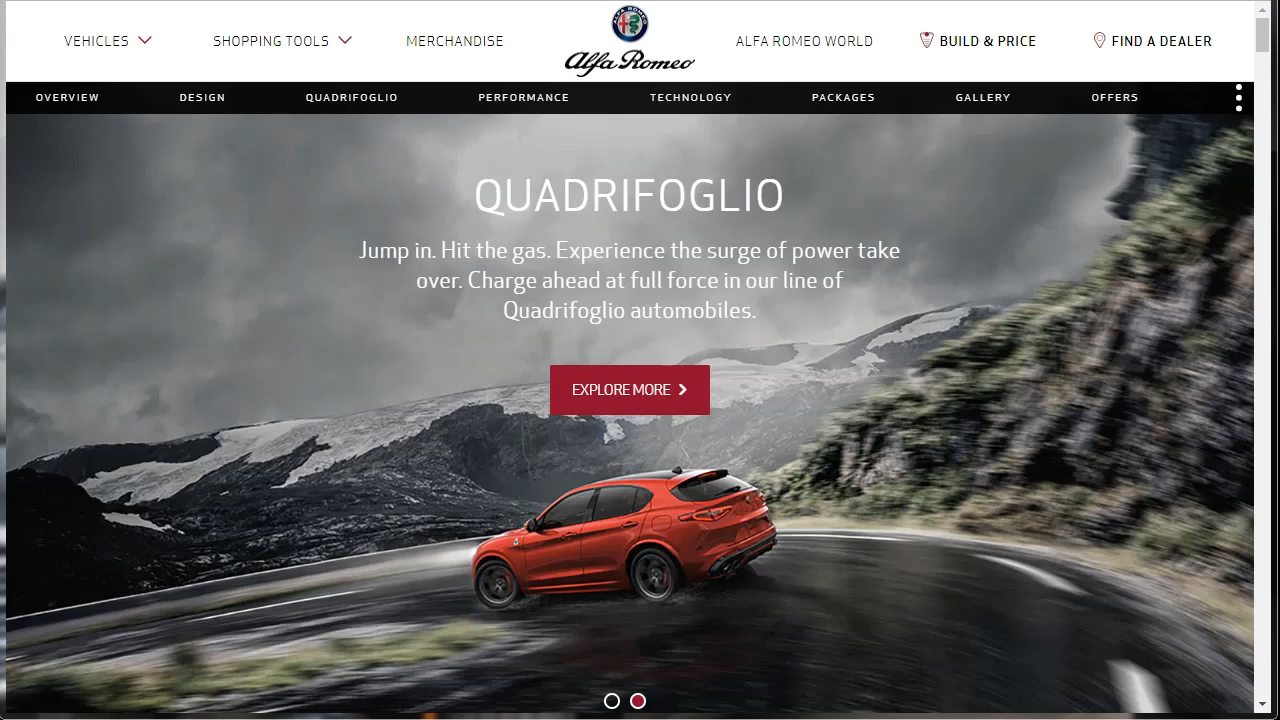 VEHICLES
SHOPPING TOOLS
MERCHANDISE
ALFA ROMEO
Alfa Romeo
ALFA ROMEO WORLD
BUILD & PRICE
FIND A DEALER
OVERVIEW
DESIGN
QUADRIFOGLIO
PERFORMANCE
TECHNOLOGY
PACKAGES
GALLERY
OFFERS
QUADRIFOGLIO
Jump in. Hit the gas. Experience the surge of power take
over. Charge ahead at full force in our line of
Quadrifoglio automobiles.
EXPLORE MORE